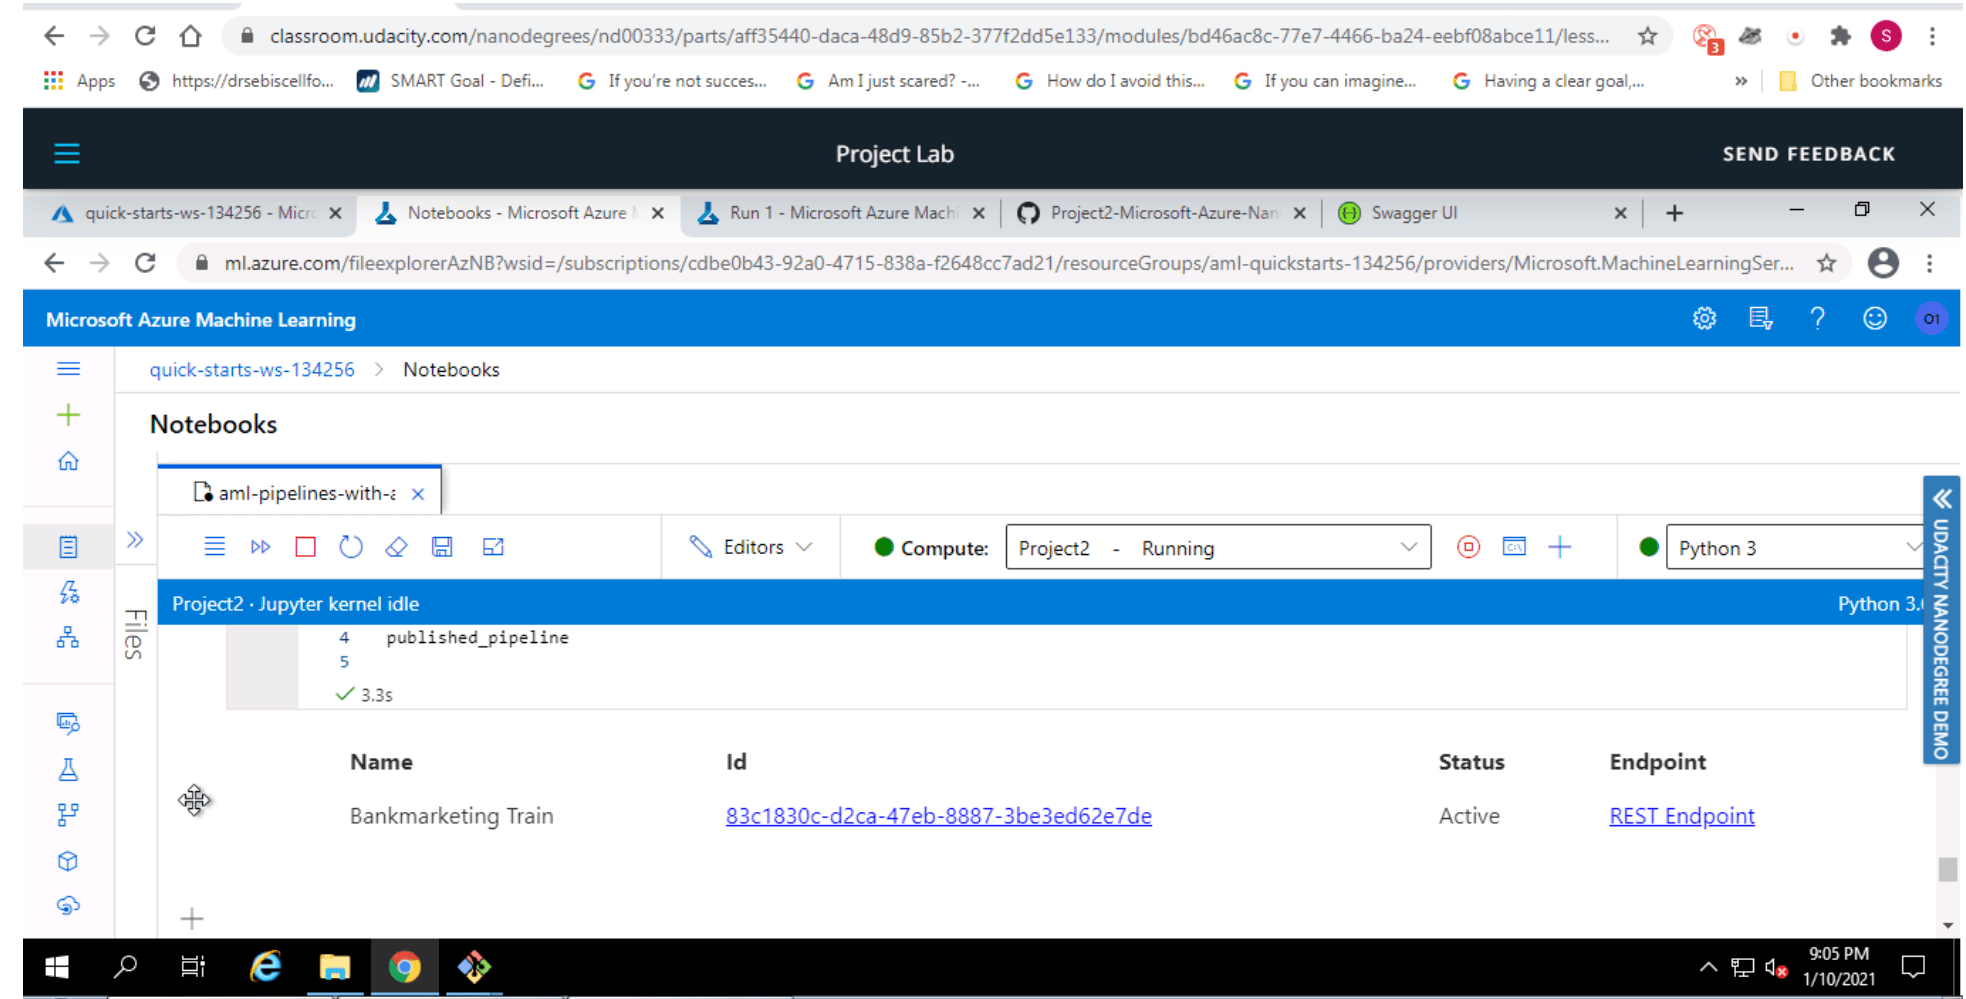 classroom.udacity.com/nanodegrees/nd00333/parts/aff35440-daca-48d9-85b2-377f2dd5e133/modules/bd46ac8c-77e7-4466-ba24-eebf08abce11/less... 3 S
Apps https://drsebiscellfo... SMART Goal - Defi... If you're not succes... Am I just scared? -... How do I avoid this... If you can imagine... Having a clear goal,... » Other bookmarks
Project Lab SEND FEEDBACK
quick-starts-ws-134256 - Micro Notebooks - Microsoft Azure M Run 1 - Microsoft Azure Machi Project2-Microsoft-Azure-Nan Swagger UI
ml.azure.com/fileexplorerAzNB?wsid=/subscriptions/cdbe0b43-92a0-4715-838a-f2648cc7ad21/resourceGroups/aml-quickstarts-134256/providers/Microsoft.MachineLearningSer...
Microsoft Azure Machine Learning O1
quick-starts-ws-134256 > Notebooks
Notebooks
aml-pipelines-with-a
Editors Compute: Project2 - Running Python 3
Project2 · Jupyter kernel idle Python 3.
Files
UDACITY NANODEGREE DEMO
4 published_pipeline
5
3.3s
Name Id Status Endpoint
Bankmarketing Train 83c1830c-d2ca-47eb-8887-3be3ed62e7de Active REST Endpoint
9:05 PM
1/10/2021